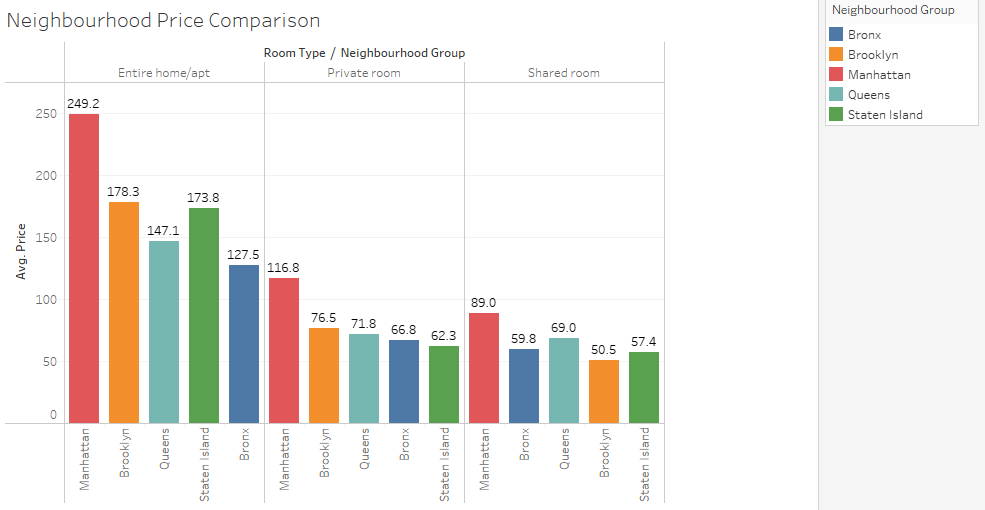 Neighbourhood Price Comparison
Room Type / Neighbourhood Group
Entire home/apt
Private room
Shared room
Avg. Price
250
200
150
100
50
0
249.2
178.3
147.1
173.8
127.5
116.8
76.5
71.8
66.8
62.3
89.0
59.8
69.0
50.5
57.4
Manhattan
Brooklyn
Queens
Staten Island
Bronx
Manhattan
Brooklyn
Queens
Bronx
Staten Island
Manhattan
Bronx
Queens
Brooklyn
Staten Island
Neighbourhood Group
Bronx
Brooklyn
Manhattan
Queens
Staten Island